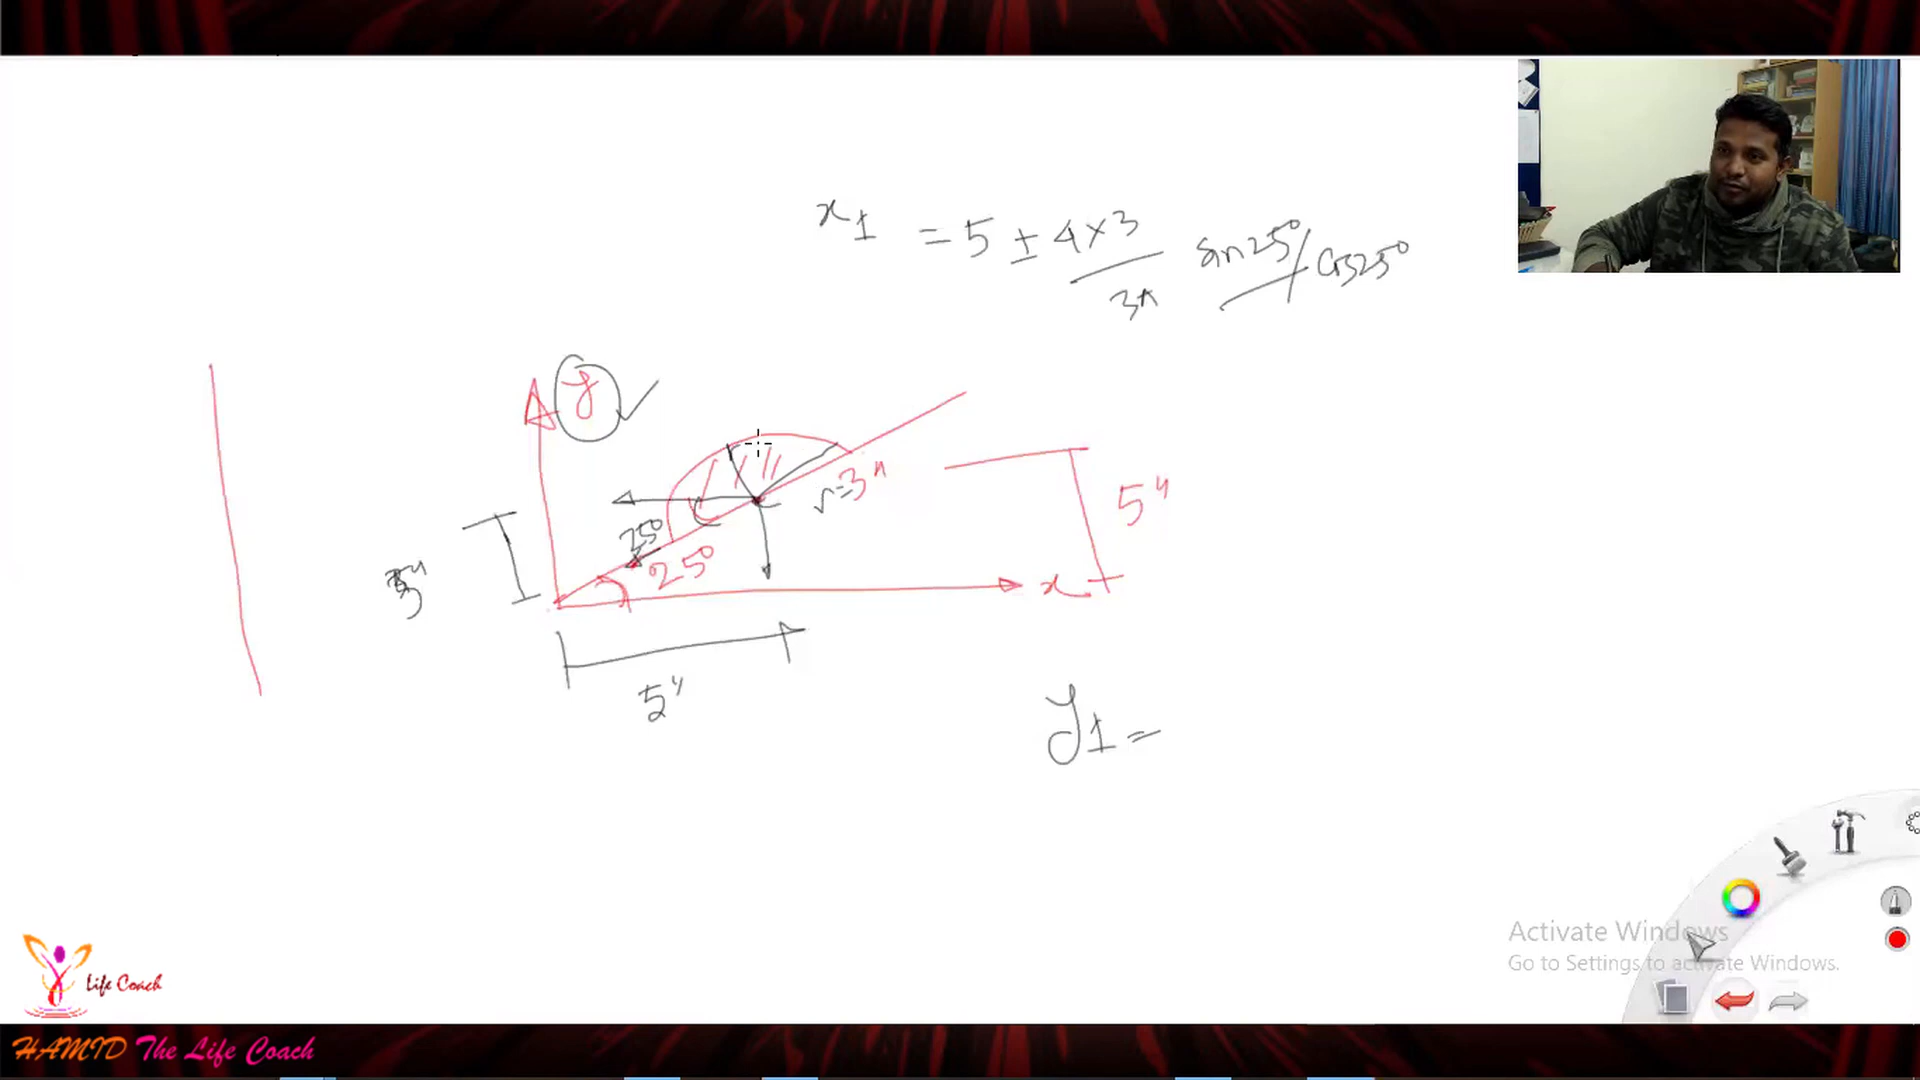 x1 = 5 ± 4×3/3π sin25°/cos25°
y
r=3"
25°
25°
5"
x
5"
y1 =
Activate Windows
Go to Settings to activate Windows.
Life Coach
HAMID The Life Coach